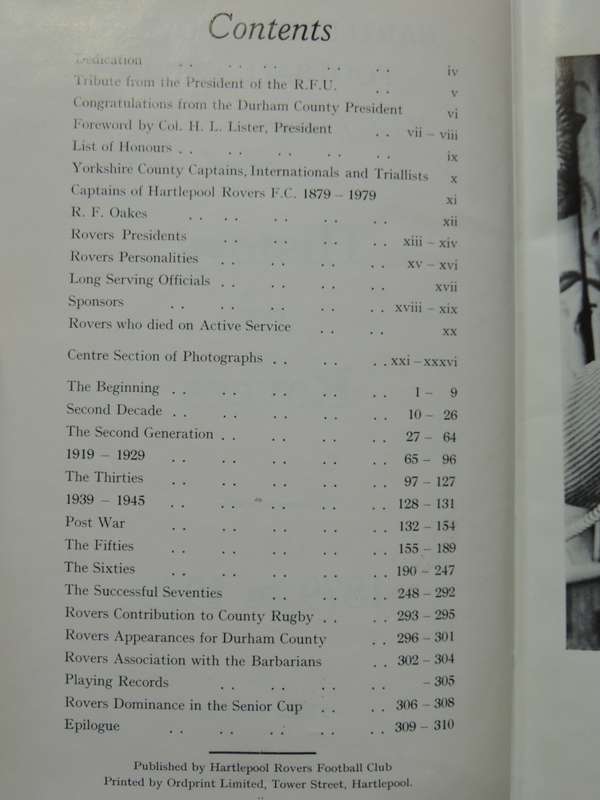 Contents
Dedication . . . . . . . . iv
Tribute from the President of the R.F.U. . . v
Congratulations from the Durham County President vi
Foreword by Col. H. L. Lister, President . . vii – viii
List of Honours . . . . . . . . . . ix
Yorkshire County Captains, Internationals and Triallists x
Captains of Hartlepool Rovers F.C. 1879 – 1979 xi
R. F. Oakes . . . . . . . . . . xii
Rovers Presidents . . . . . . . . xiii – xiv
Rovers Personalities . . . . . . . . xv – xvi
Long Serving Officials . . . . . . . . xvii
Sponsors . . . . . . . . . . xviii – xix
Rovers who died on Active Service . . . . xx
Centre Section of Photographs . . . . . . xxi – xxxvi
The Beginning . . . . . . . . . . 1 – 9
Second Decade . . . . . . . . . . 10 – 26
The Second Generation . . . . . . . . 27 – 64
1919 – 1929 . . . . . . . . . . 65 – 96
The Thirties . . . . . . . . . . 97 – 127
1939 – 1945 . . . . . . . . . . 128 – 131
Post War . . . . . . . . . . 132 – 154
The Fifties . . . . . . . . . . 155 – 189
The Sixties . . . . . . . . . . 190 – 247
The Successful Seventies . . . . . . 248 – 292
Rovers Contribution to County Rugby . . . . 293 – 295
Rovers Appearances for Durham County . . 296 – 301
Rovers Association with the Barbarians . . 302 – 304
Playing Records . . . . . . . . – 305
Rovers Dominance in the Senior Cup . . . . 306 – 308
Epilogue . . . . . . . . . . 309 – 310
Published by Hartlepool Rovers Football Club
Printed by Ordprint Limited, Tower Street, Hartlepool.